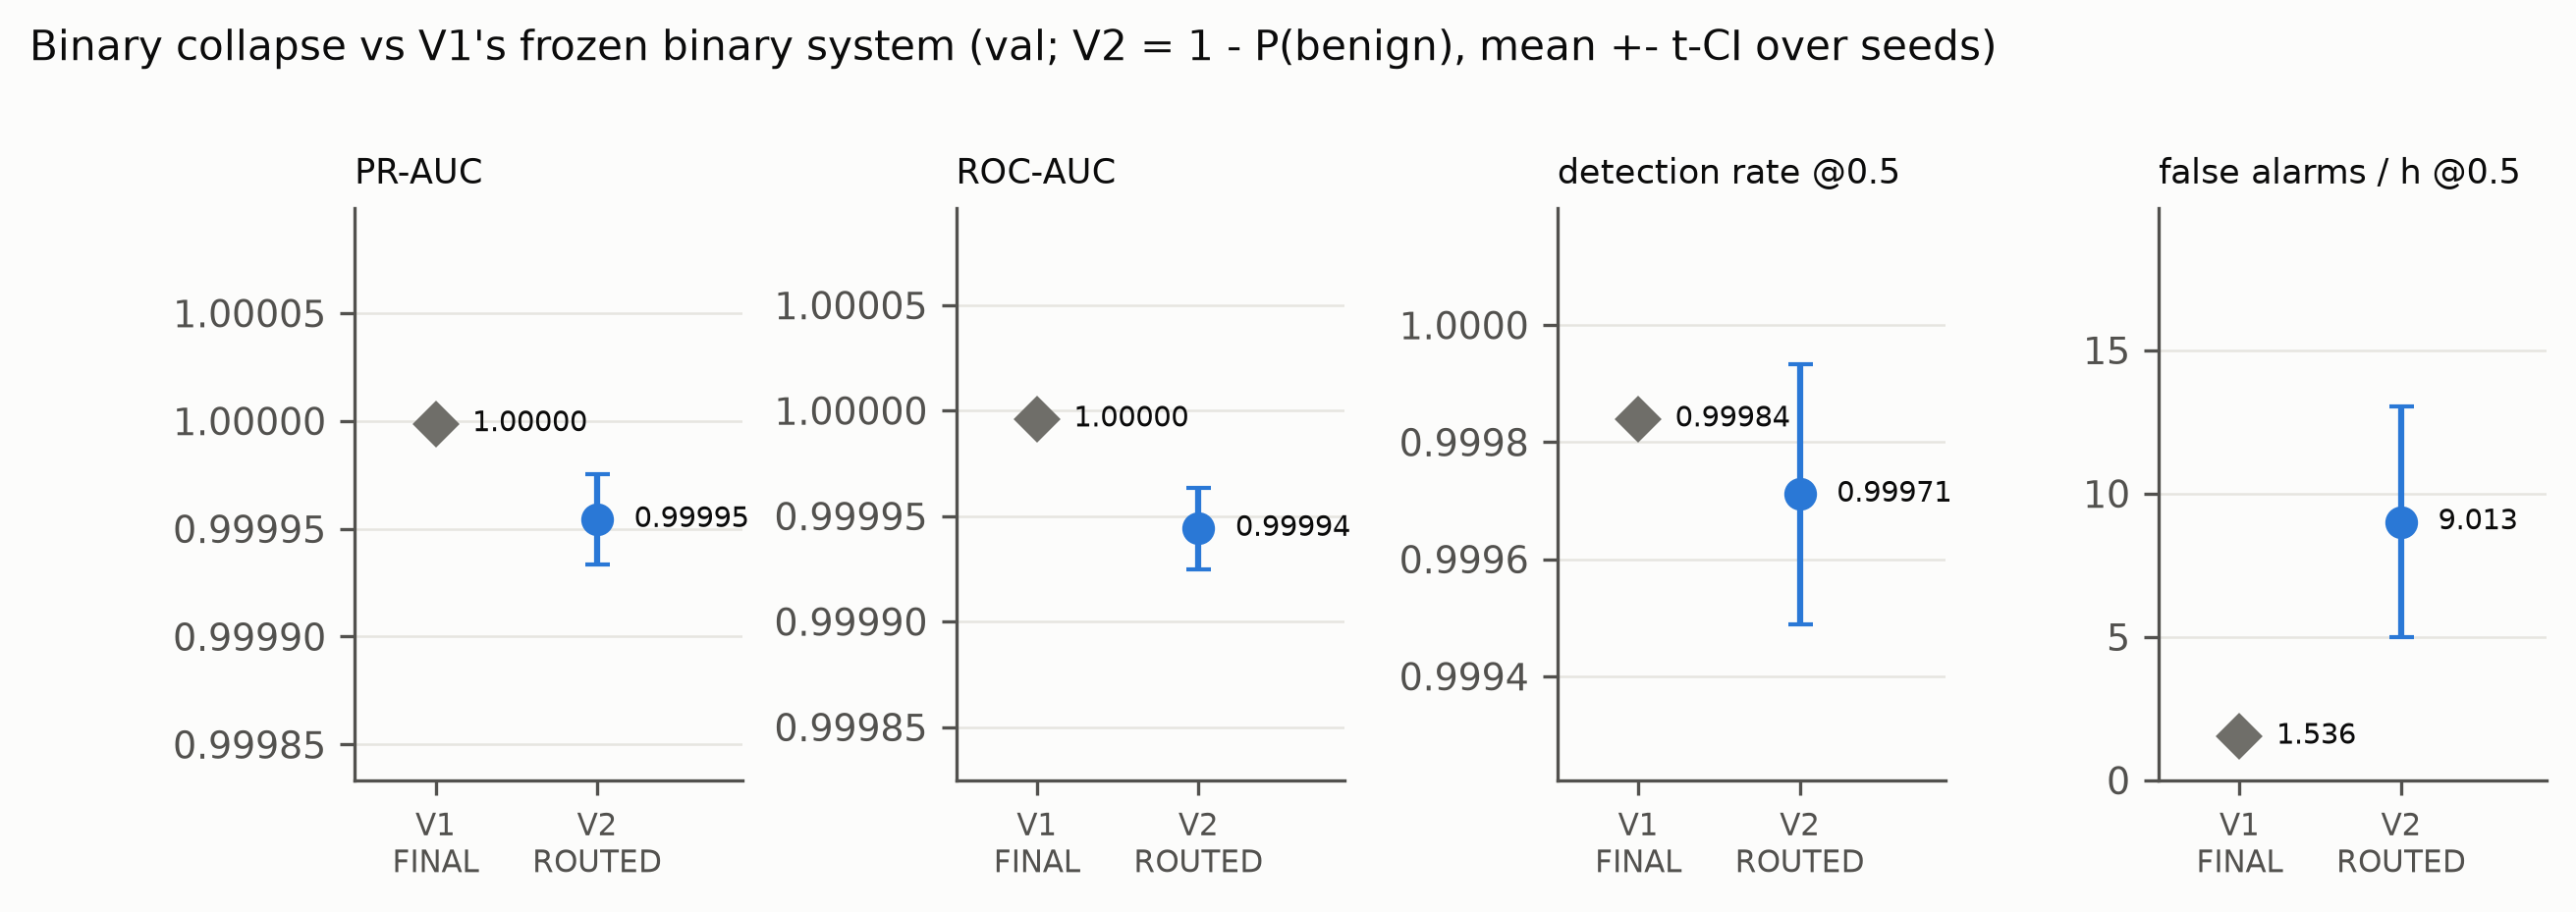 Binary collapse vs V1's frozen binary system (val; V2 = 1 - P(benign), mean +- t-CI over seeds)
PR-AUC
1.00005
1.00000
0.99995
0.99990
0.99985
1.00000
0.99995
V1
FINAL
V2
ROUTED
ROC-AUC
1.00005
1.00000
0.99995
0.99990
0.99985
1.00000
0.99994
V1
FINAL
V2
ROUTED
detection rate @0.5
1.0000
0.9998
0.9996
0.9994
0.99984
0.99971
V1
FINAL
V2
ROUTED
false alarms / h @0.5
15
10
5
0
9.013
1.536
V1
FINAL
V2
ROUTED